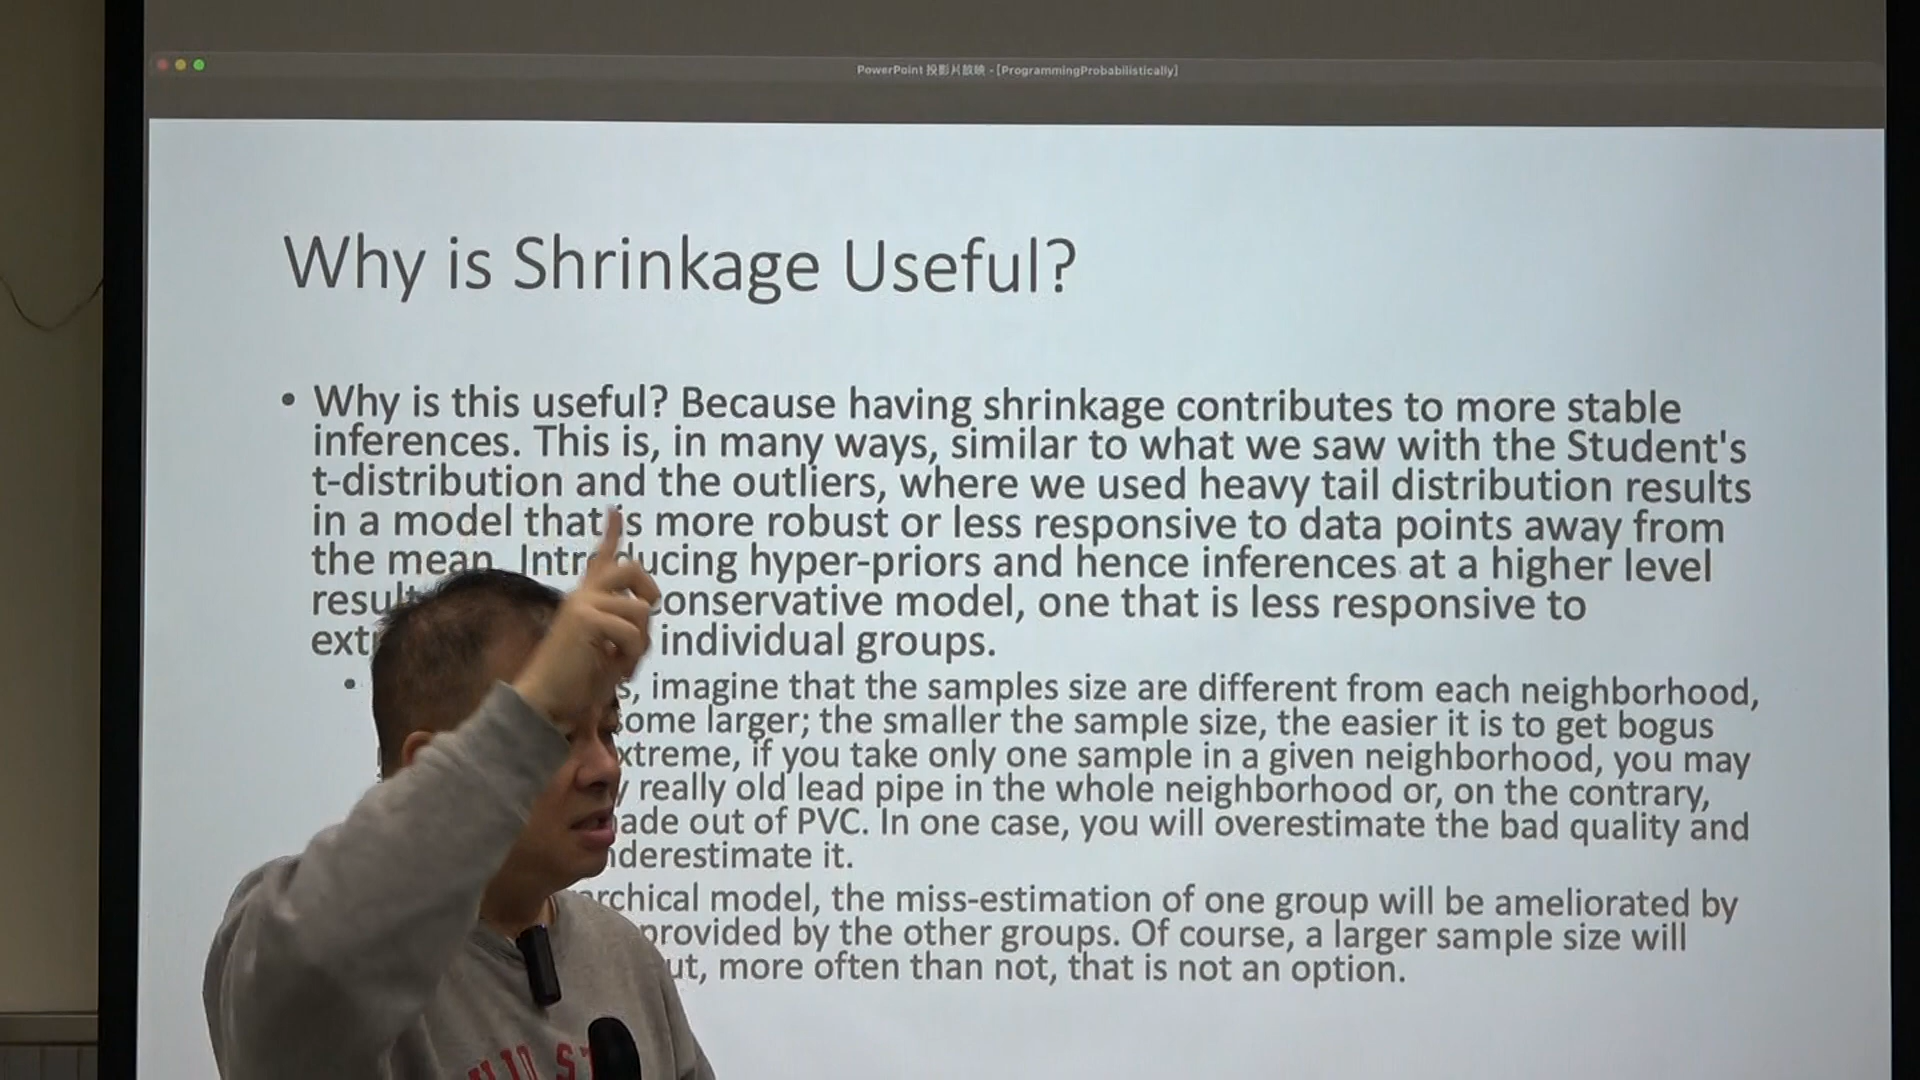 PowerPoint 投影片放映 - [ProgrammingProbabilistically]
Why is Shrinkage Useful?
• Why is this useful? Because having shrinkage contributes to more stable
inferences. This is, in many ways, similar to what we saw with the Student's
t-distribution and the outliers, where we used heavy tail distribution results
in a model that is more robust or less responsive to data points away from
the mean. Introducing hyper-priors and hence inferences at a higher level
conservative model, one that is less responsive to
individual groups.
• imagine that the samples size are different from each neighborhood,
some larger; the smaller the sample size, the easier it is to get bogus
extreme, if you take only one sample in a given neighborhood, you may
really old lead pipe in the whole neighborhood or, on the contrary,
made out of PVC. In one case, you will overestimate the bad quality and
underestimate it.
model, the miss-estimation of one group will be ameliorated by
provided by the other groups. Of course, a larger sample size will
more often than not, that is not an option.